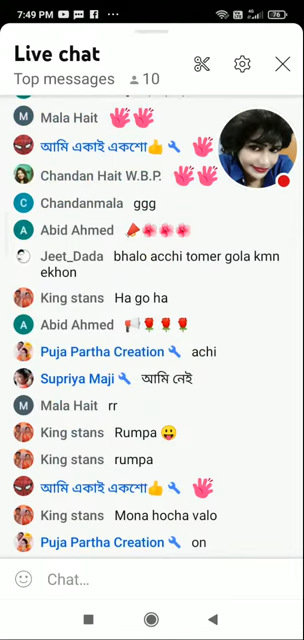 7:49 PM
76
Live chat
Top messages 10
M Mala Hait
আমি একাই একশো👍
Chandan Hait W.B.P.
C Chandanmala ggg
A Abid Ahmed 📣🌺🌺🌺
Jeet_Dada bhalo acchi tomer gola kmn
ekhon
King stans Ha go ha
A Abid Ahmed 📢🌹🌹🌹
Puja Partha Creation achi
Supriya Maji আমি নেই
M Mala Hait rr
King stans Rumpa 😛
King stans rumpa
আমি একাই একশো👍
King stans Mona hocha valo
Puja Partha Creation on
Chat...